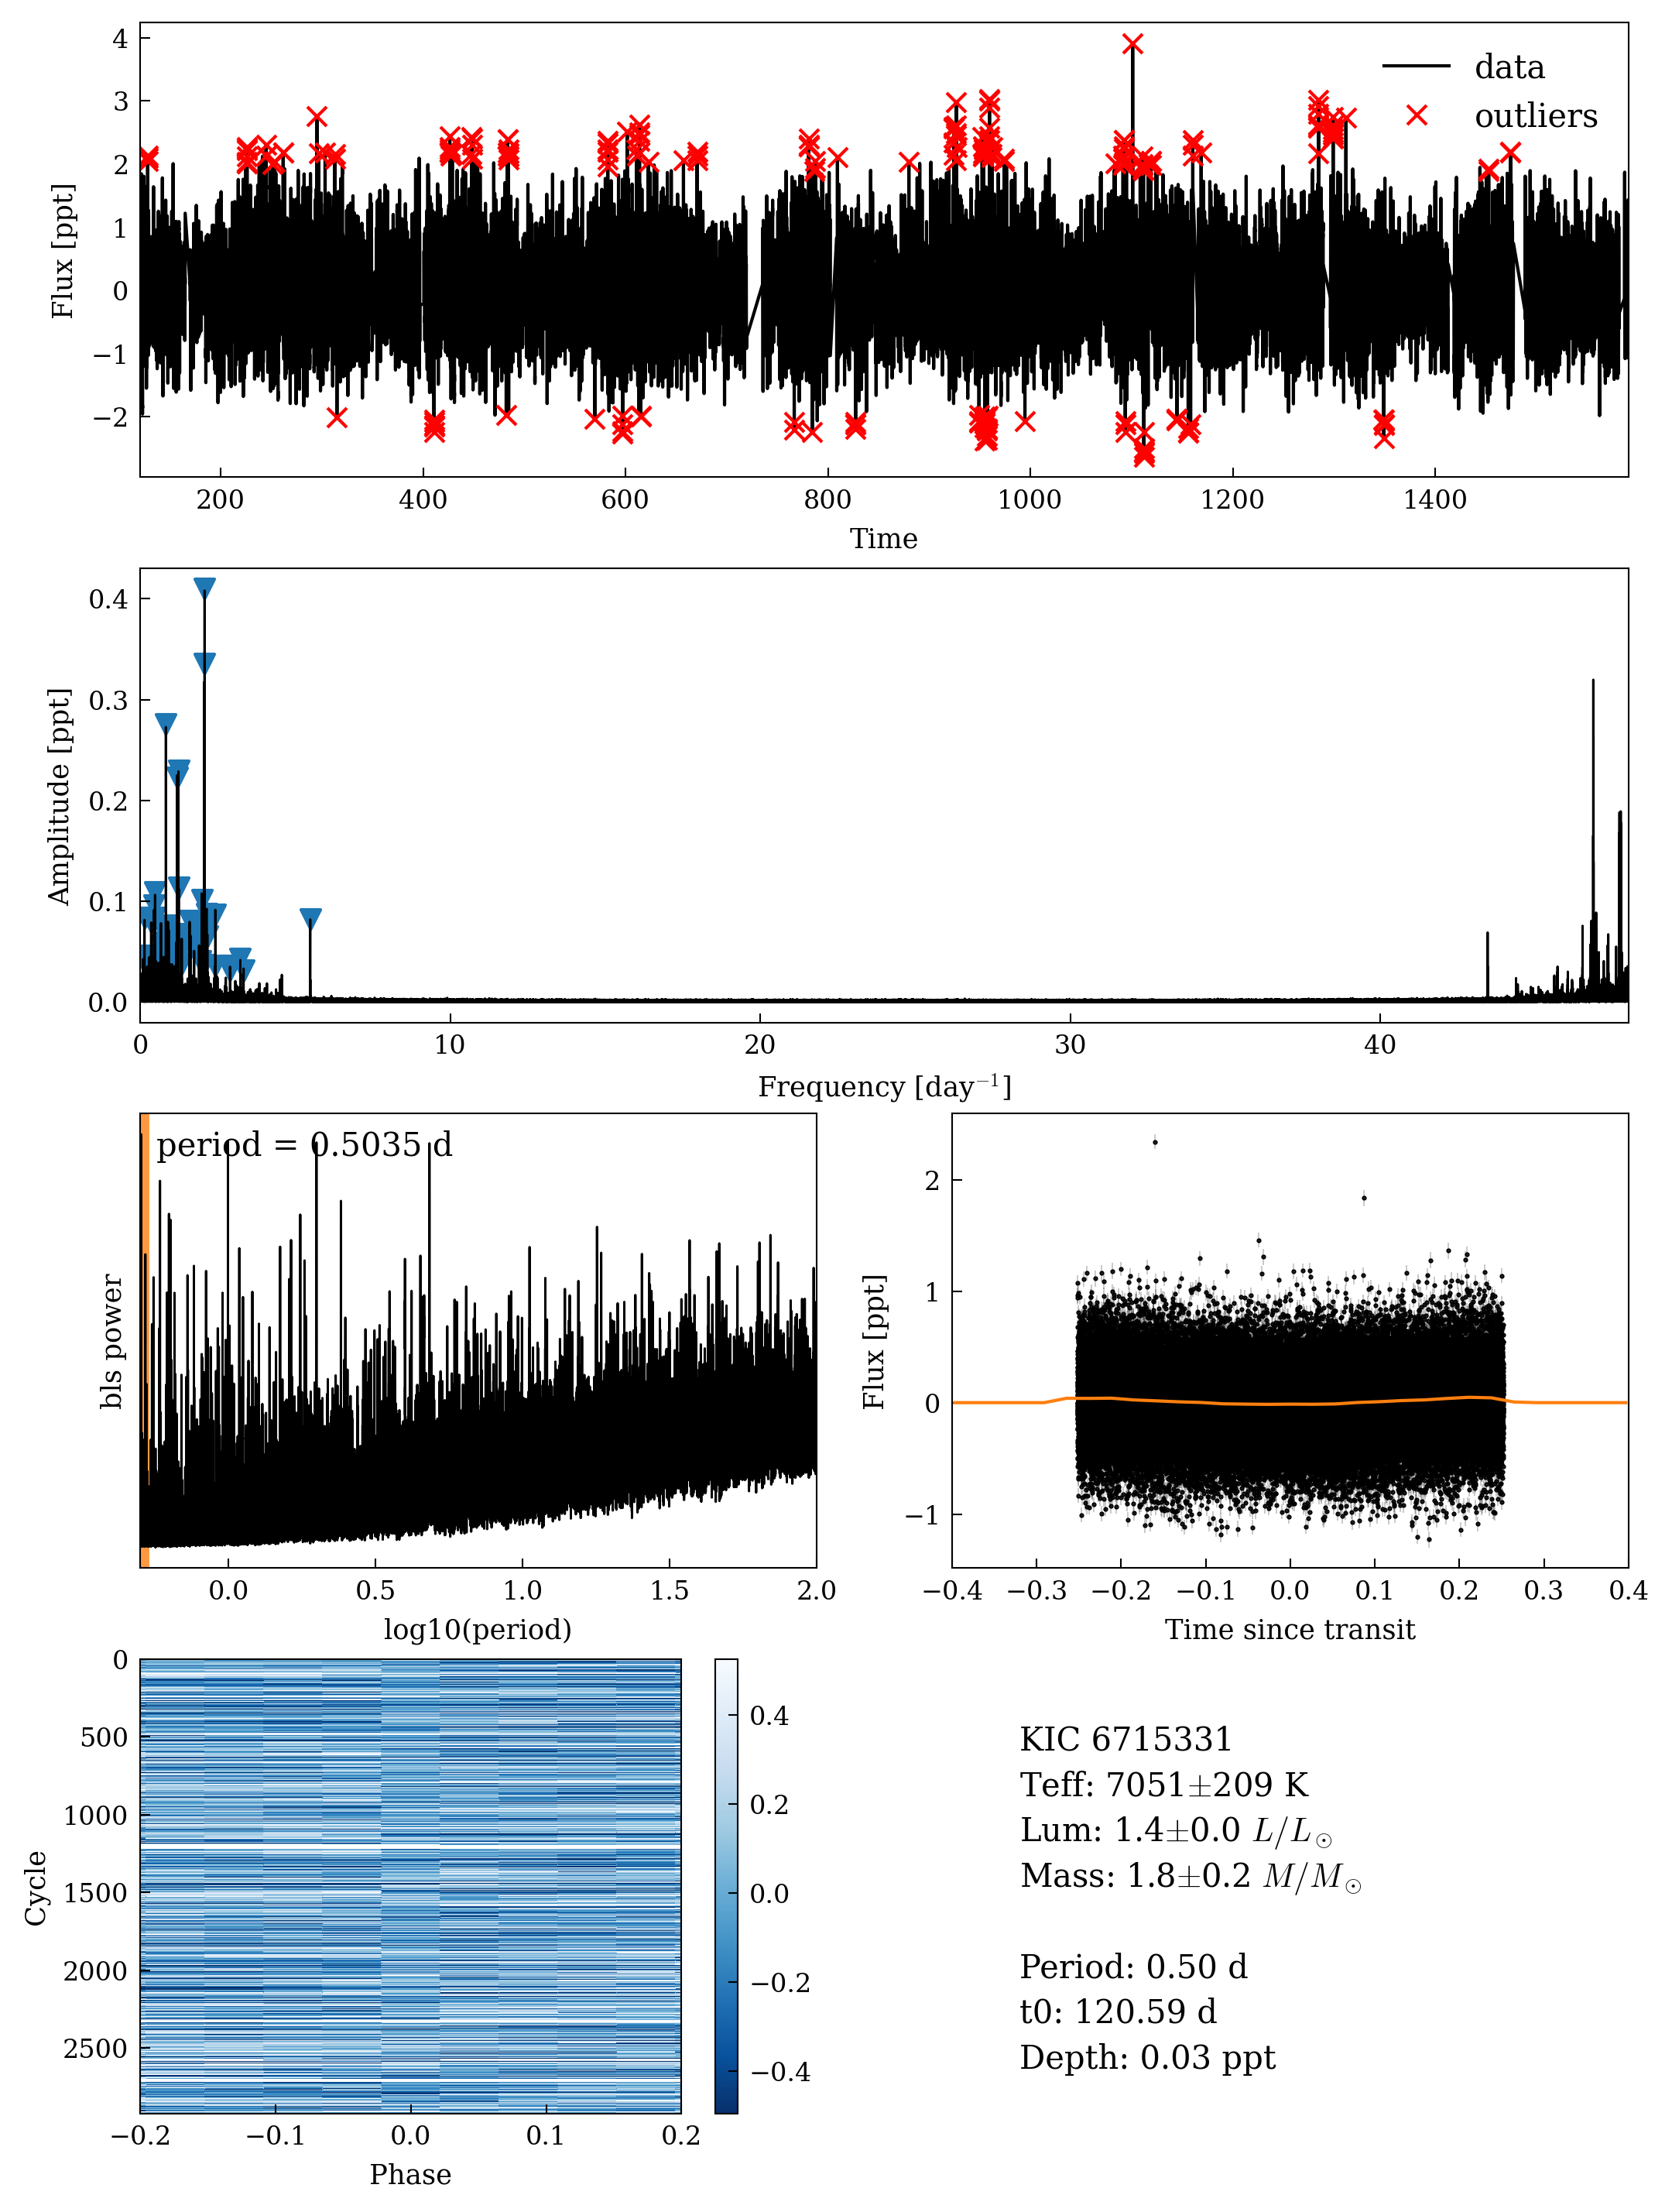 4
3
2
1
0
−1
−2
Flux [ppt]
data
outliers
200
400
600
800
1000
1200
1400
Time
0.4
0.3
0.2
0.1
0.0
Amplitude [ppt]
0
10
20
30
40
Frequency [day⁻¹]
period = 0.5035 d
bls power
0.0
0.5
1.0
1.5
2.0
log10(period)
2
1
0
−1
Flux [ppt]
−0.4
−0.3
−0.2
−0.1
0.0
0.1
0.2
0.3
0.4
Time since transit
0
500
1000
1500
2000
2500
Cycle
−0.2
−0.1
0.0
0.1
0.2
Phase
0.4
0.2
0.0
−0.2
−0.4
KIC 6715331
Teff: 7051±209 K
Lum: 1.4±0.0 L/L⊙
Mass: 1.8±0.2 M/M⊙
Period: 0.50 d
t0: 120.59 d
Depth: 0.03 ppt